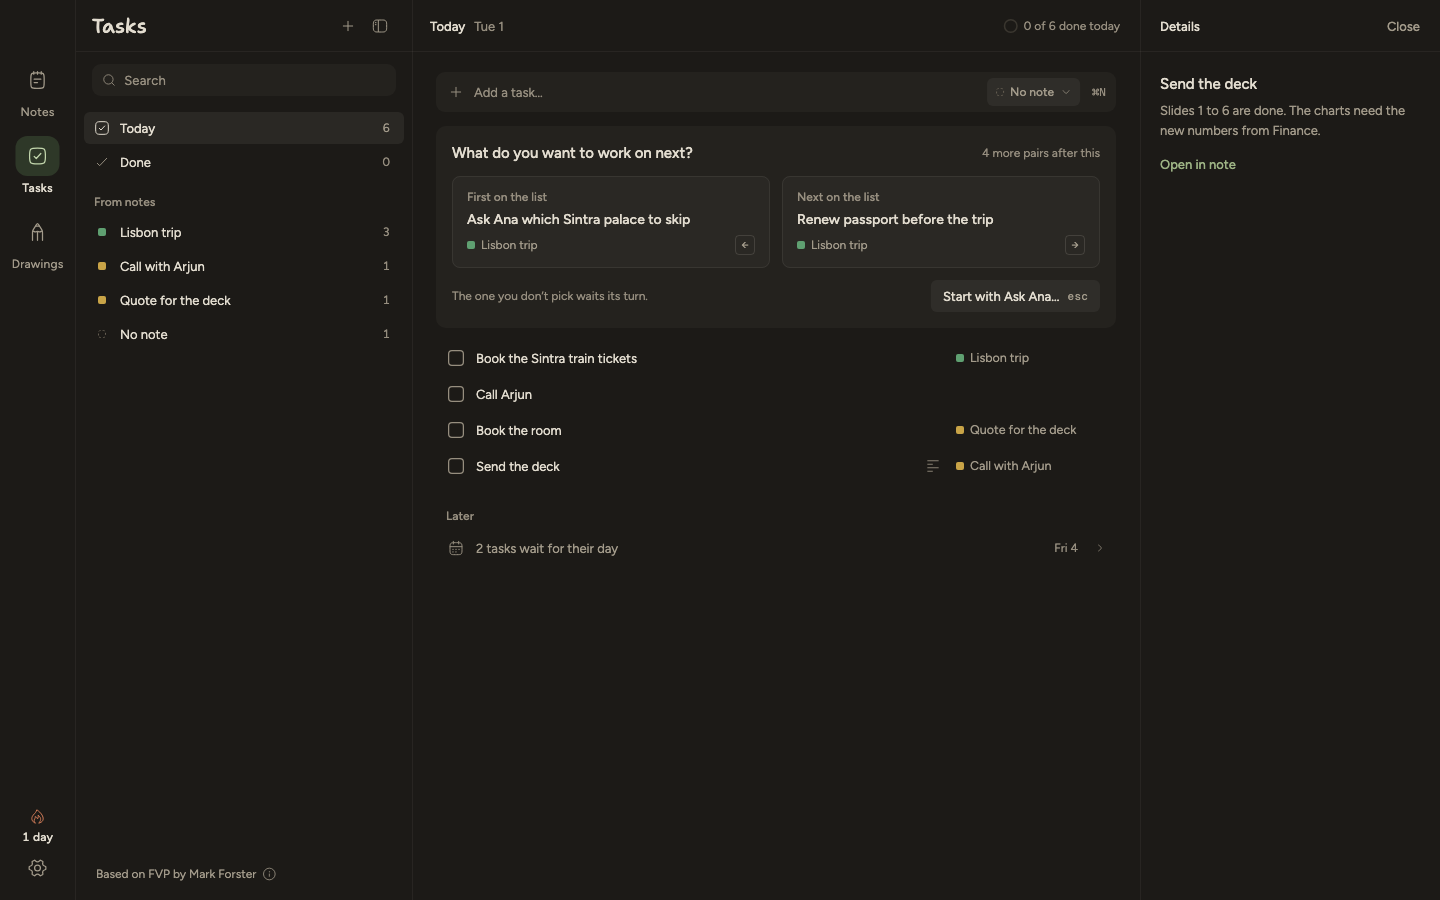 Notes
Tasks
Drawings
1 day
Tasks
Search
Today 6
Done 0
From notes
Lisbon trip 3
Call with Arjun 1
Quote for the deck 1
No note 1
Based on FVP by Mark Forster
Today Tue 1
0 of 6 done today
Add a task...
No note
⌘N
What do you want to work on next?
4 more pairs after this
First on the list
Ask Ana which Sintra palace to skip
Lisbon trip
Next on the list
Renew passport before the trip
Lisbon trip
The one you don't pick waits its turn.
Start with Ask Ana... esc
Book the Sintra train tickets Lisbon trip
Call Arjun
Book the room Quote for the deck
Send the deck Call with Arjun
Later
2 tasks wait for their day Fri 4
Details
Close
Send the deck
Slides 1 to 6 are done. The charts need the
new numbers from Finance.
Open in note